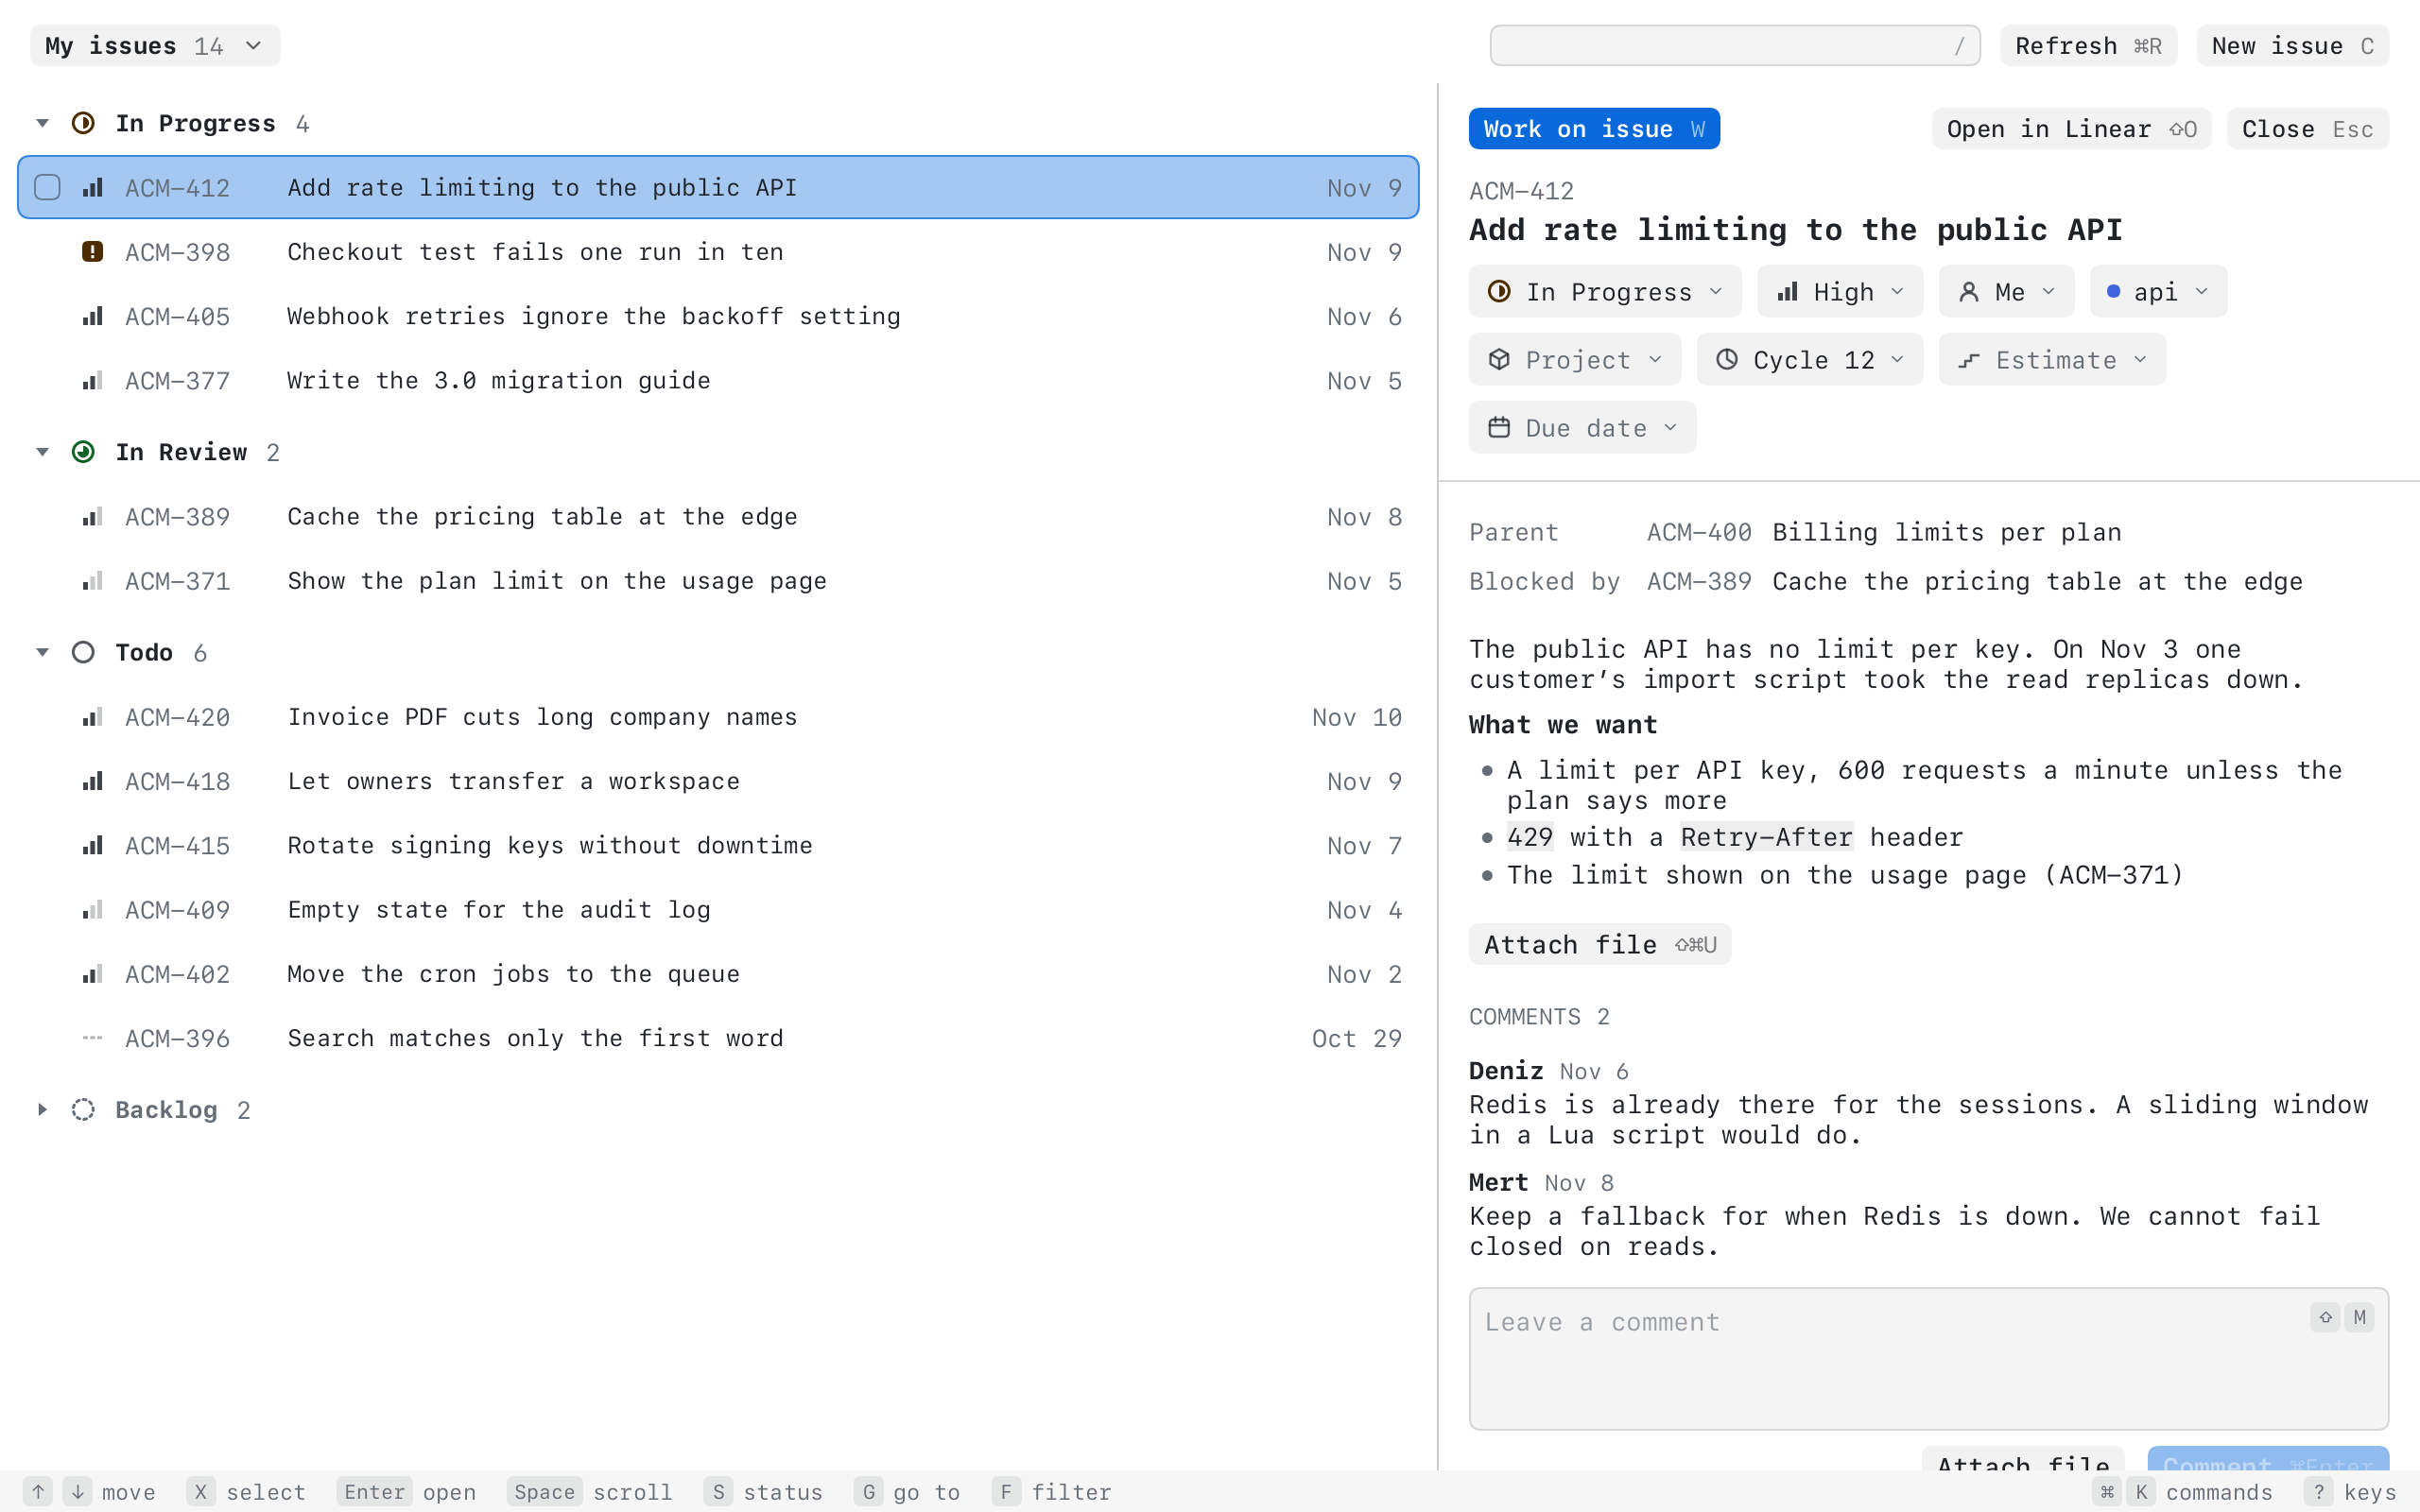 My issues 14
/
Refresh ⌘R
New issue C
In Progress 4
ACM-412 Add rate limiting to the public API Nov 9
ACM-398 Checkout test fails one run in ten Nov 9
ACM-405 Webhook retries ignore the backoff setting Nov 6
ACM-377 Write the 3.0 migration guide Nov 5
In Review 2
ACM-389 Cache the pricing table at the edge Nov 8
ACM-371 Show the plan limit on the usage page Nov 5
Todo 6
ACM-420 Invoice PDF cuts long company names Nov 10
ACM-418 Let owners transfer a workspace Nov 9
ACM-415 Rotate signing keys without downtime Nov 7
ACM-409 Empty state for the audit log Nov 4
ACM-402 Move the cron jobs to the queue Nov 2
ACM-396 Search matches only the first word Oct 29
Backlog 2
Work on issue W
Open in Linear ⇧O
Close Esc
ACM-412
Add rate limiting to the public API
In Progress High Me api
Project Cycle 12 Estimate
Due date
Parent ACM-400 Billing limits per plan
Blocked by ACM-389 Cache the pricing table at the edge
The public API has no limit per key. On Nov 3 one
customer’s import script took the read replicas down.
What we want
• A limit per API key, 600 requests a minute unless the
plan says more
• 429 with a Retry-After header
• The limit shown on the usage page (ACM-371)
Attach file ⇧⌘U
COMMENTS 2
Deniz Nov 6
Redis is already there for the sessions. A sliding window
in a Lua script would do.
Mert Nov 8
Keep a fallback for when Redis is down. We cannot fail
closed on reads.
Leave a comment ⇧ M
Attach file Comment ⌘Enter
↑ ↓ move X select Enter open Space scroll S status G go to F filter ⌘ K commands ? keys